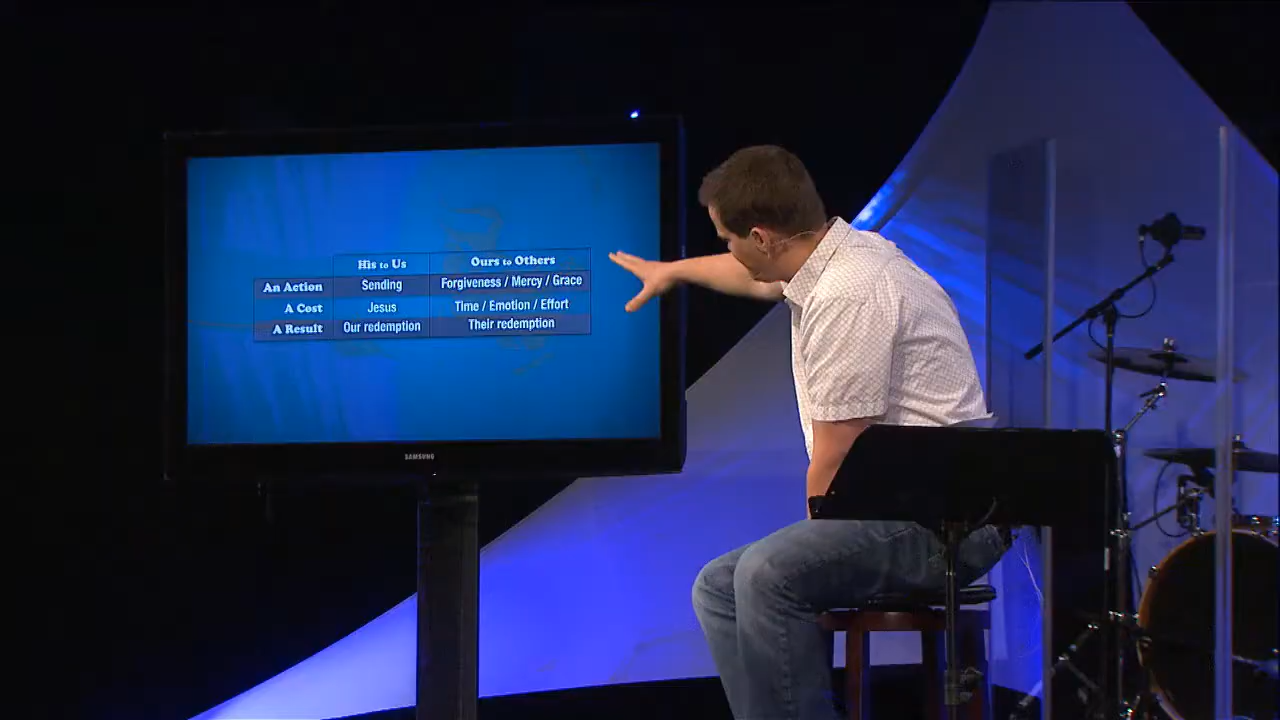 His to Us Ours to Others
An Action Sending Forgiveness / Mercy / Grace
A Cost Jesus Time / Emotion / Effort
A Result Our redemption Their redemption
SAMSUNG